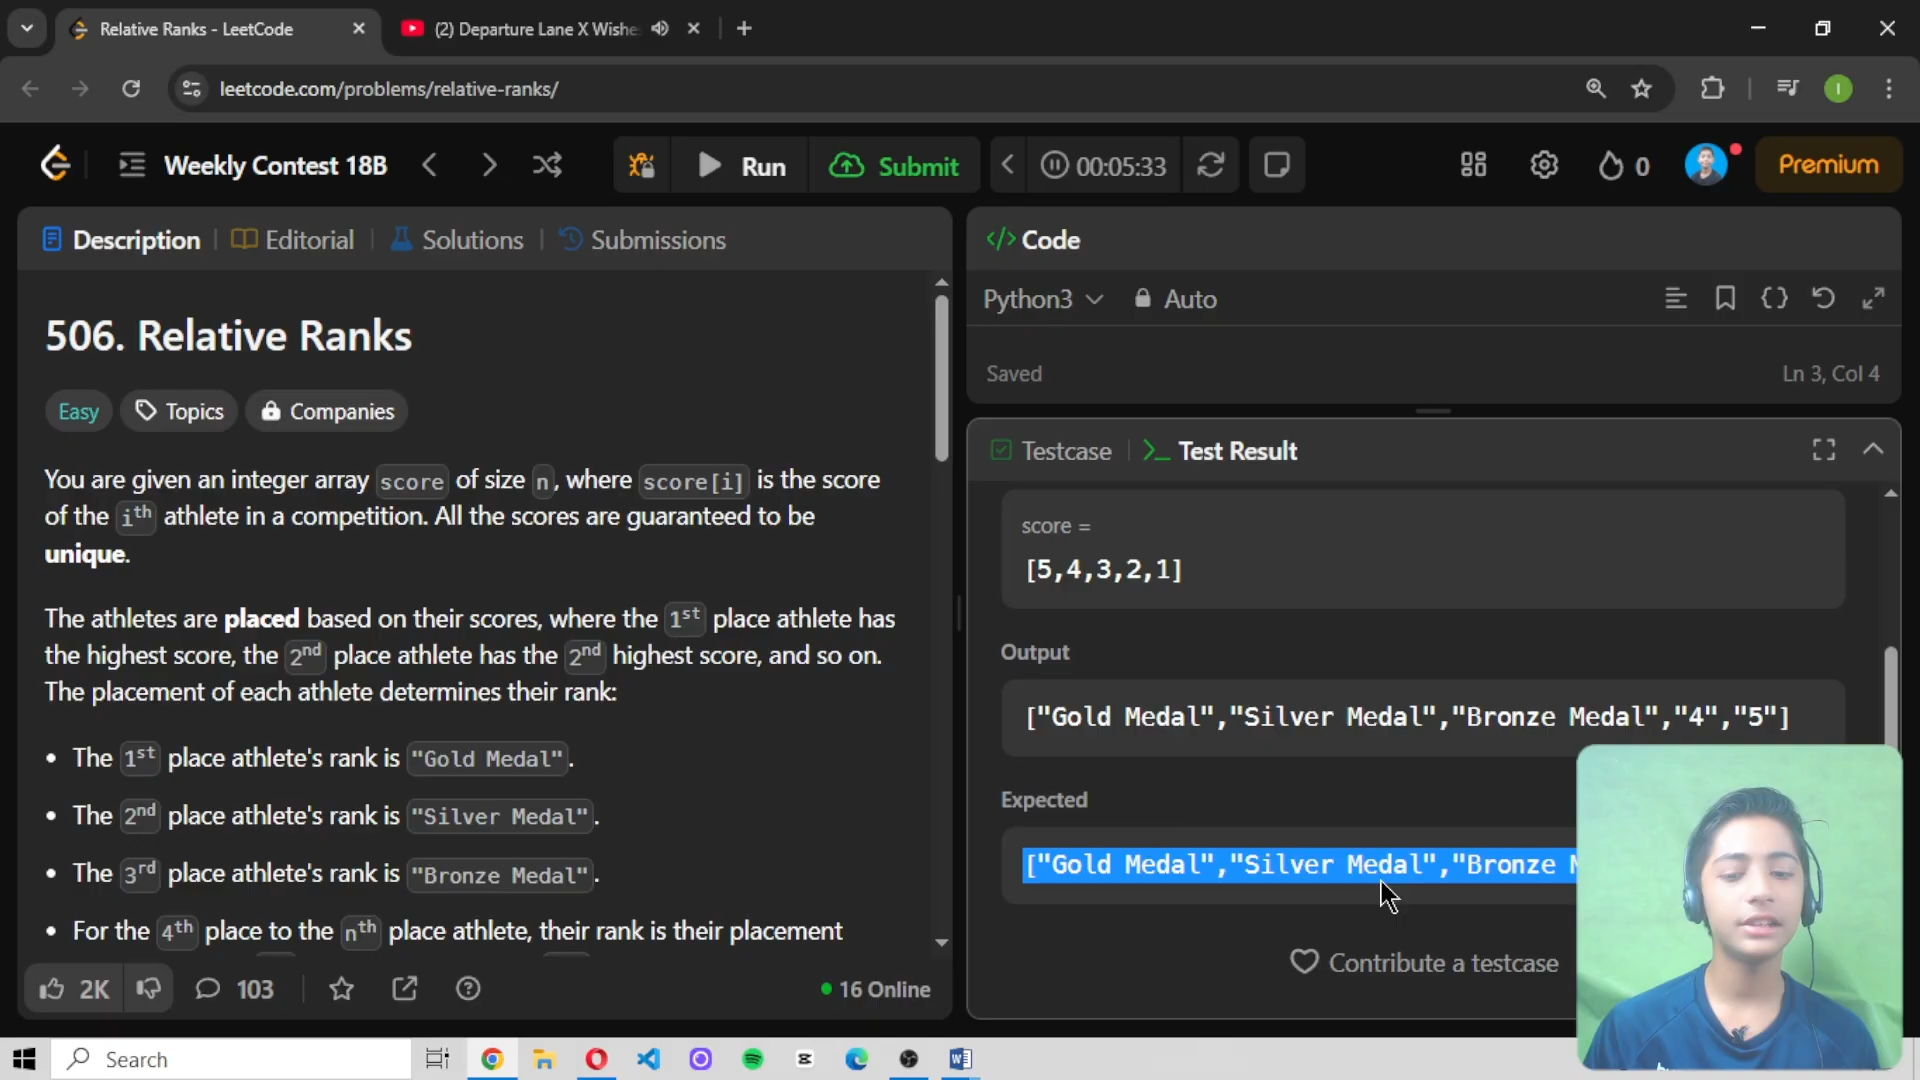 Relative Ranks - LeetCode
(2) Departure Lane X Wishe
leetcode.com/problems/relative-ranks/
I
Weekly Contest 18B
Run
Submit
00:05:33
0
Premium
Description
Editorial
Solutions
Submissions
506. Relative Ranks
Easy
Topics
Companies
You are given an integer array score of size n, where score[i] is the score
of the ith athlete in a competition. All the scores are guaranteed to be
unique.
The athletes are placed based on their scores, where the 1st place athlete has
the highest score, the 2nd place athlete has the 2nd highest score, and so on.
The placement of each athlete determines their rank:
• The 1st place athlete's rank is "Gold Medal".
• The 2nd place athlete's rank is "Silver Medal".
• The 3rd place athlete's rank is "Bronze Medal".
• For the 4th place to the nth place athlete, their rank is their placement
2K
103
16 Online
</> Code
Python3
Auto
Saved
Ln 3, Col 4
Testcase
Test Result
score =
[5,4,3,2,1]
Output
["Gold Medal","Silver Medal","Bronze Medal","4","5"]
Expected
["Gold Medal","Silver Medal","Bronze M
Contribute a testcase
Search